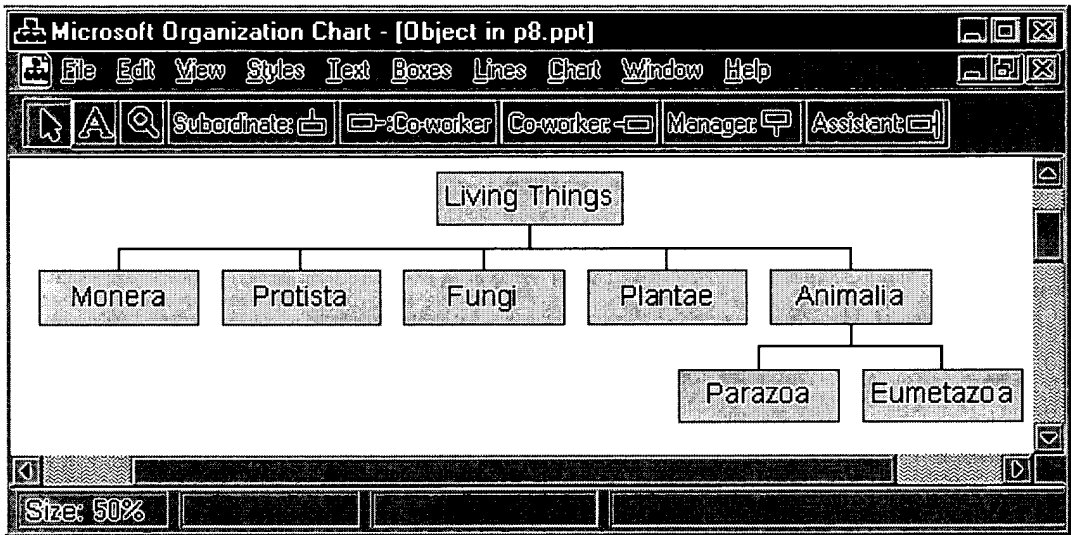 Microsoft Organization Chart - [Object in p8.ppt]
File Edit View Styles Text Boxes Lines Chart Window Help
A Subordinate: :Co-worker Co-worker: Manager: Assistant:
Living Things
Monera Protista Fungi Plantae Animalia
Parazoa Eumetazoa
Size: 50%